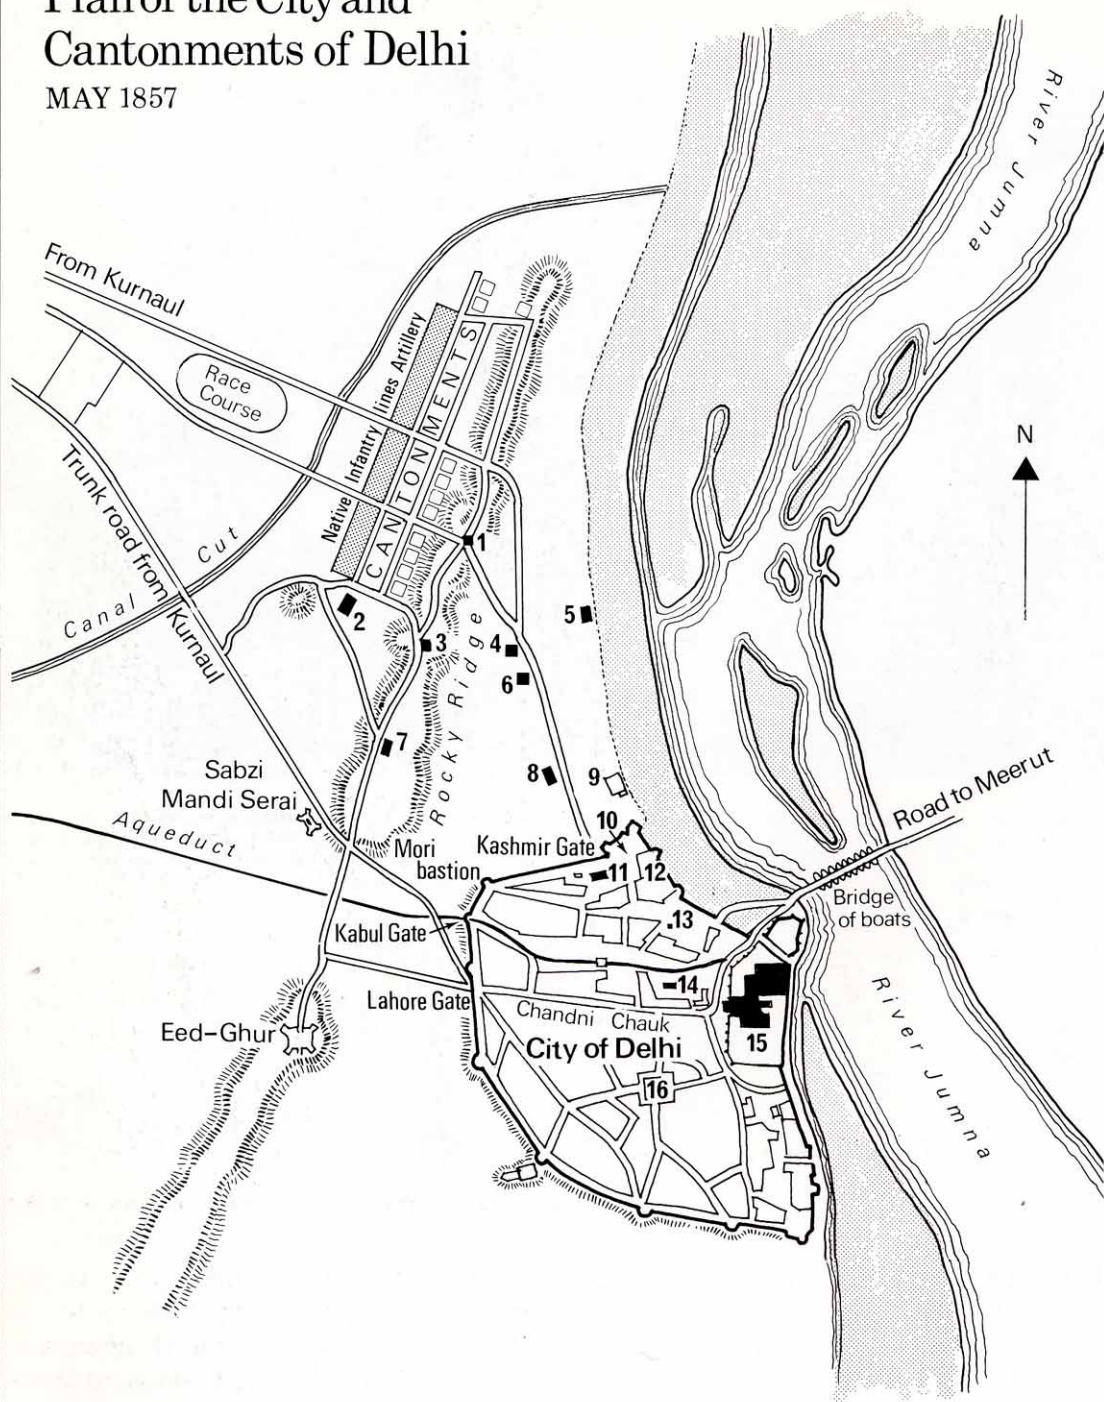 Plan of the City and
Cantonments of Delhi
MAY 1857
River Jumna
From Kurnaul
Race
Course
Native Infantry lines Artillery
CANTONMENTS
N
Trunk road from Kurnaul
Canal Cut
1
2
3
4
5
6
7
8
9
10
Rocky Ridge
Sabzi
Mandi Serai
Aqueduct
Road to Meerut
Mori
bastion
Kashmir Gate
11
12
Bridge
of boats
13
Kabul Gate
14
Lahore Gate
Chandni Chauk
River Jumna
Eed-Ghur
City of Delhi
15
16